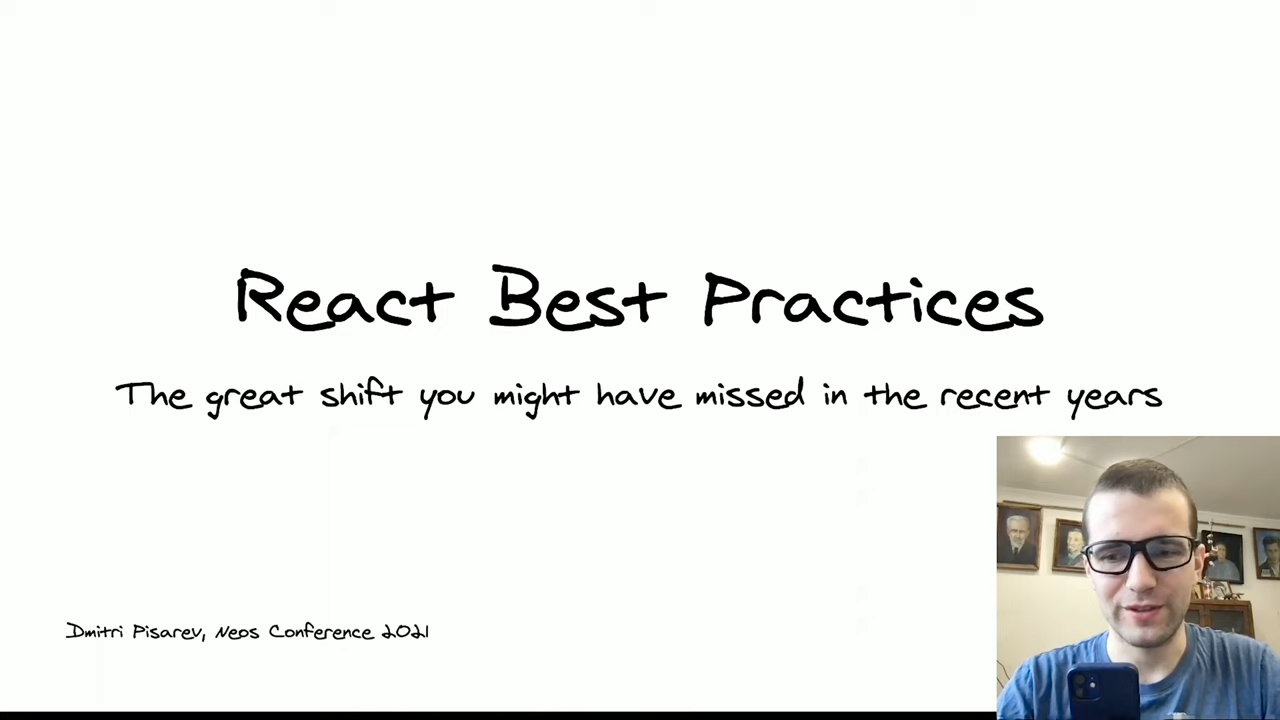 React Best Practices
The great shift you might have missed in the recent years
Dmitri Pisarev, Neos Conference 2021